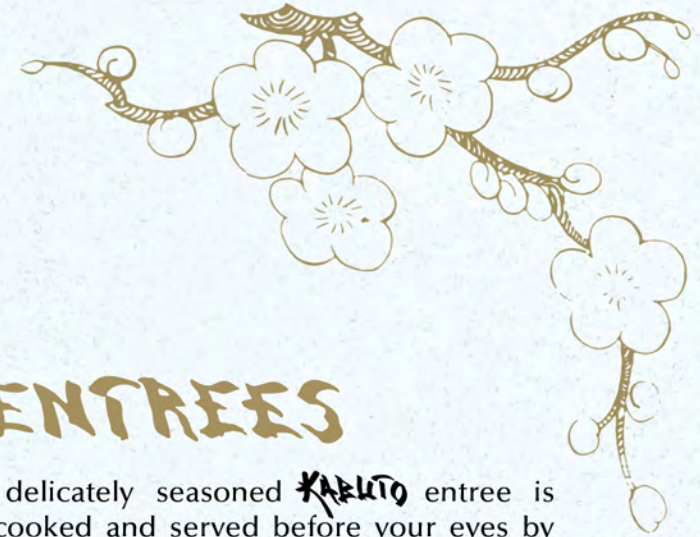 ENTREES
delicately seasoned KABUTO entree is
cooked and served before your eyes by